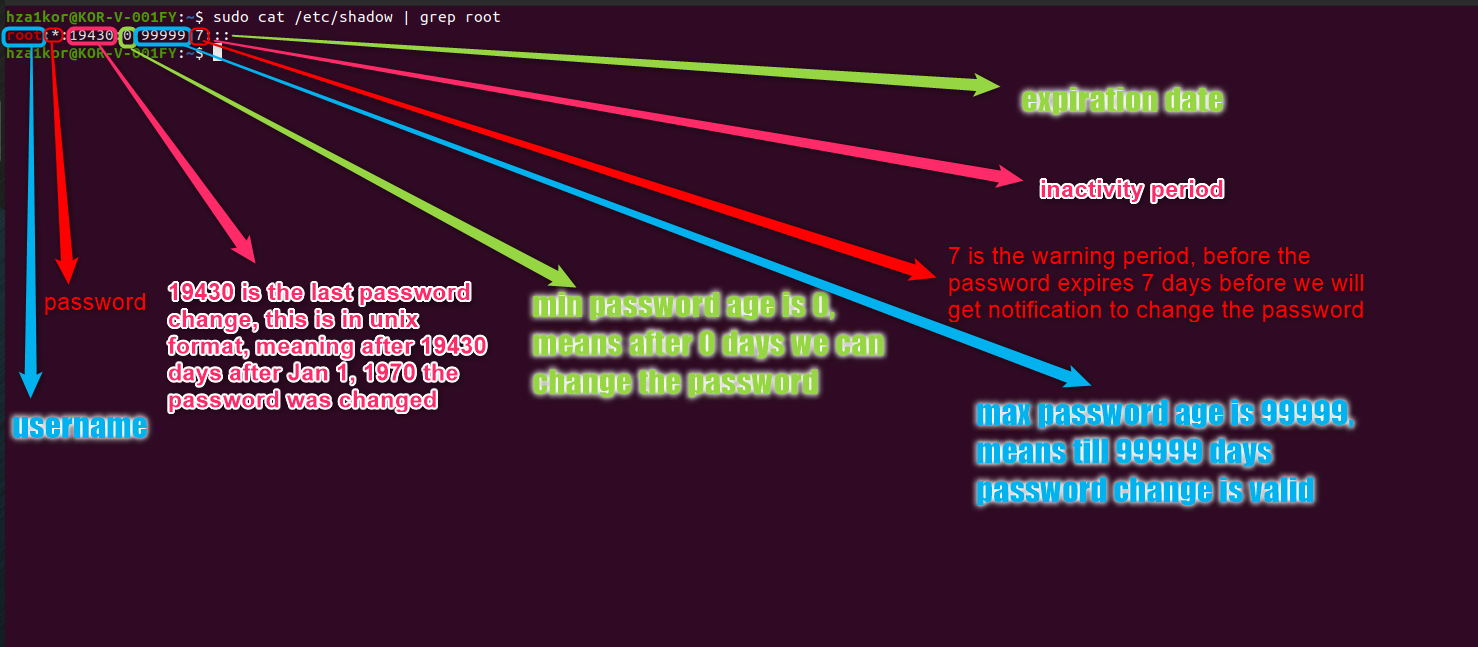 hza1kor@KOR-V-001FY:~$ sudo cat /etc/shadow | grep root
root:*:19430:0:99999:7:::
hza1kor@KOR-V-001FY:~$
expiration date
inactivity period
7 is the warning period, before the
password expires 7 days before we will
get notification to change the password
password
19430 is the last password
change, this is in unix
format, meaning after 19430
days after Jan 1, 1970 the
password was changed
min password age is 0,
means after 0 days we can
change the password
username
max password age is 99999,
means till 99999 days
password change is valid